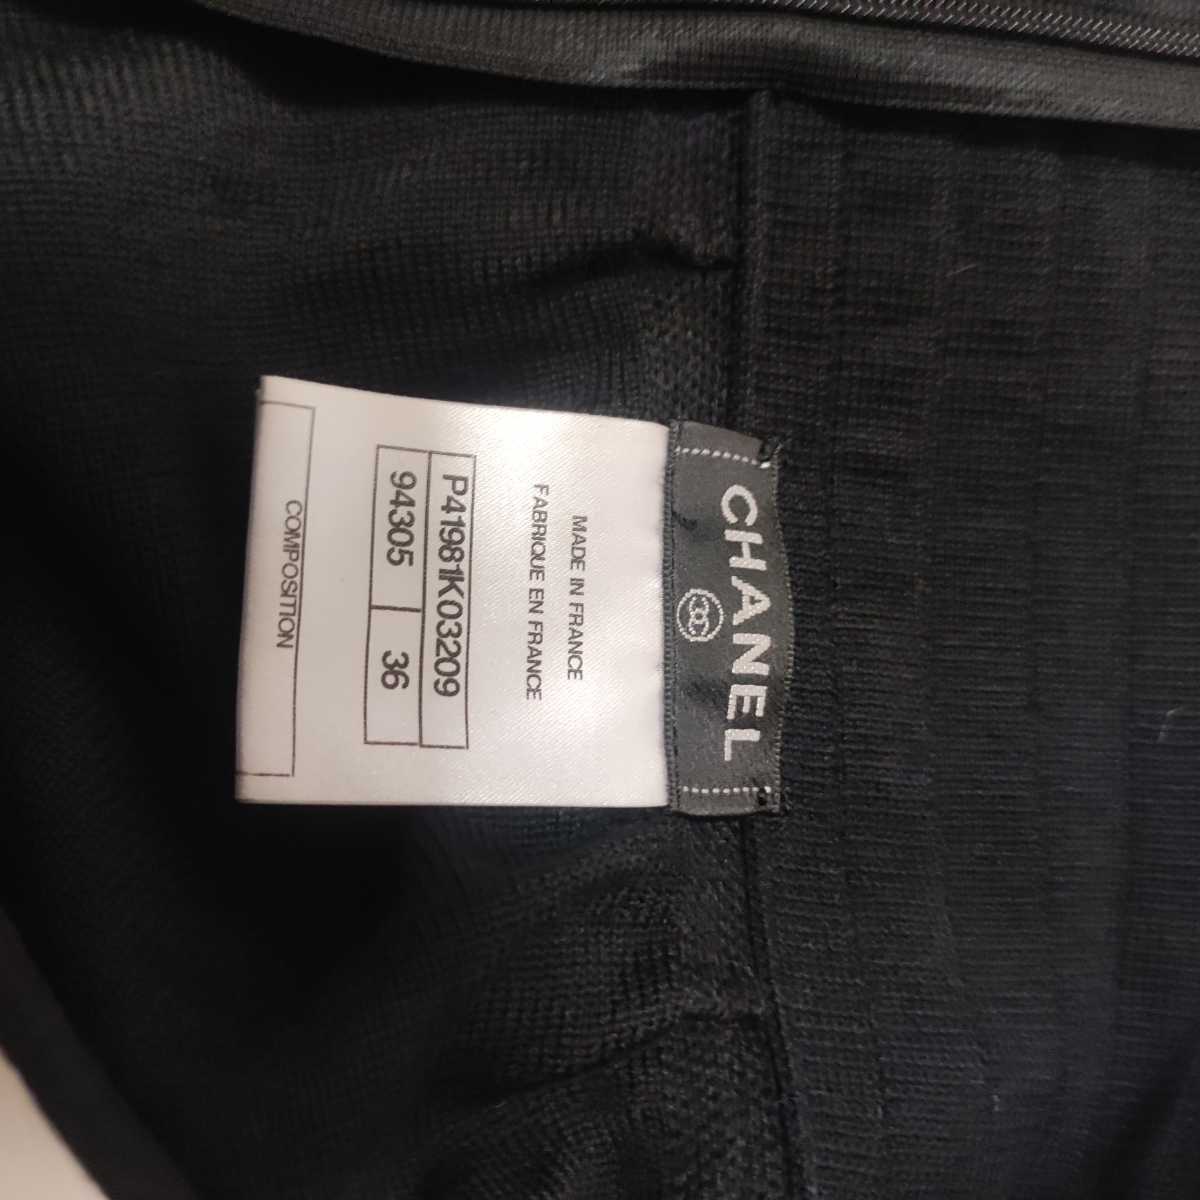 CHANEL
MADE IN FRANCE
FABRIQUE EN FRANCE
P41981K03209
94305 | 36
COMPOSITION